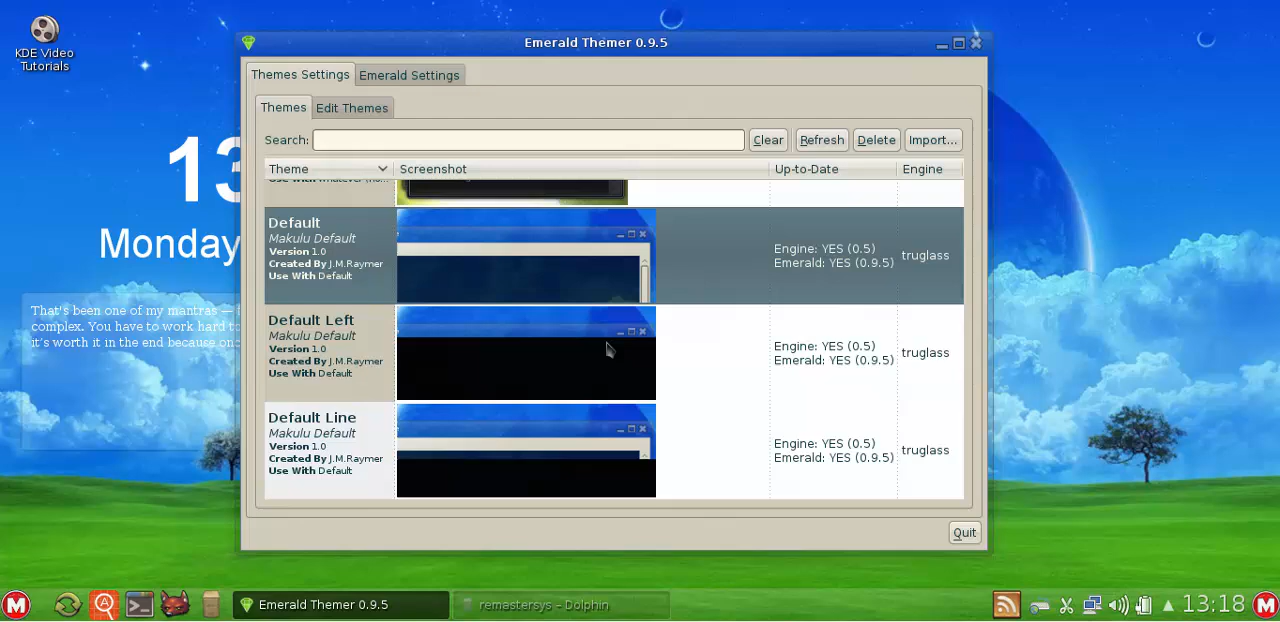 KDE Video
Tutorials
Emerald Themer 0.9.5
Themes Settings
Emerald Settings
Themes
Edit Themes
Search:
Clear
Refresh
Delete
Import...
Theme
Screenshot
Up-to-Date
Engine
Default
Makulu Default
Version 1.0
Created By J.M.Raymer
Use With Default
Engine: YES (0.5)
Emerald: YES (0.9.5)
truglass
Default Left
Makulu Default
Version 1.0
Created By J.M.Raymer
Use With Default
Engine: YES (0.5)
Emerald: YES (0.9.5)
truglass
Default Line
Makulu Default
Version 1.0
Created By J.M.Raymer
Use With Default
Engine: YES (0.5)
Emerald: YES (0.9.5)
truglass
Quit
13
Monday
That's been one of my mantras —
complex. You have to work hard to
it's worth it in the end because
M
Emerald Themer 0.9.5
remastersys – Dolphin
13:18
M